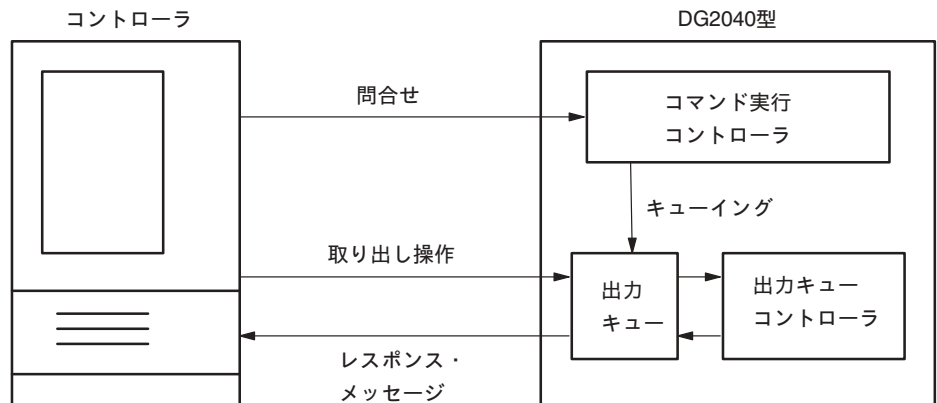 コントローラ
DG2040型
問合せ
コマンド実行
コントローラ
キューイング
取り出し操作
出力
キュー
出力キュー
コントローラ
レスポンス・
メッセージ